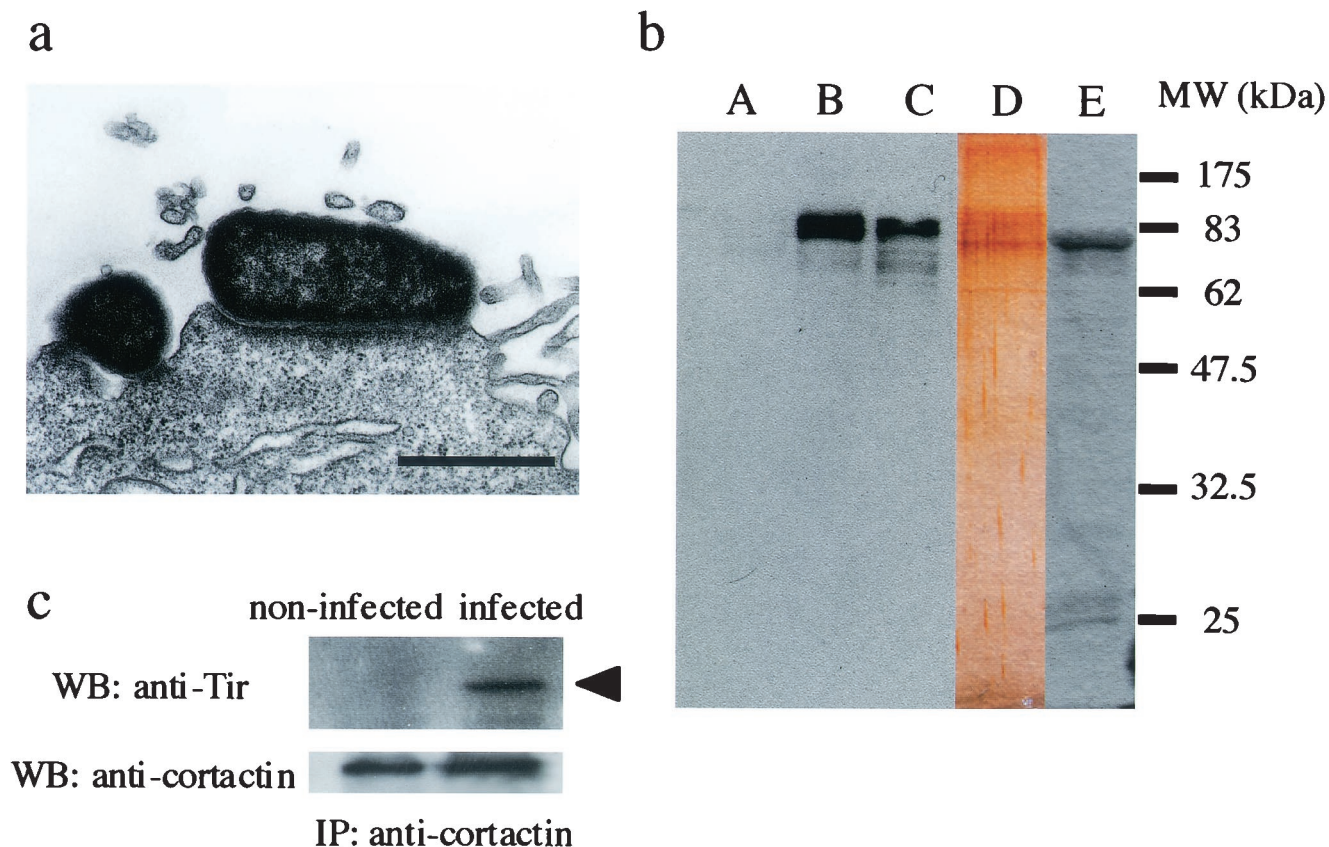 a
b
A B C D E MW (kDa)
175
83
62
47.5
32.5
25
c
non-infected infected
WB: anti-Tir
WB: anti-cortactin
IP: anti-cortactin